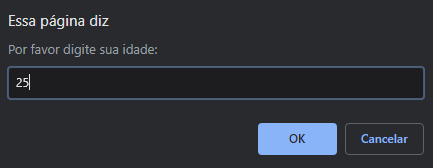 Essa página diz
Por favor digite sua idade:
25
OK
Cancelar